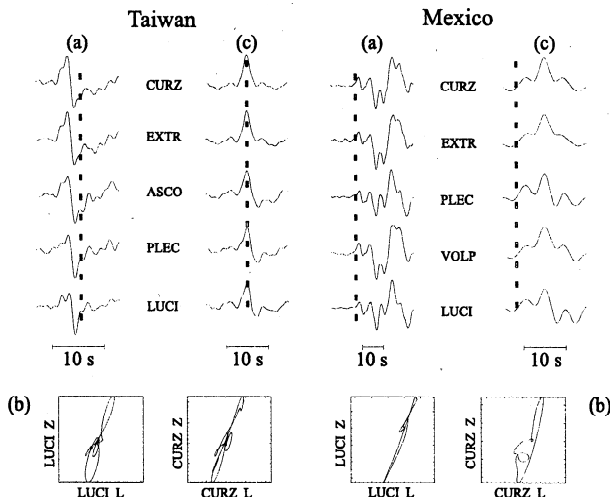 Taiwan Mexico
(a) (c) (a) (c)
CURZ CURZ
EXTR EXTR
ASCO PLEC
PLEC VOLP
LUCI LUCI
10 s 10 s 10 s 10 s
(b) LUCI Z CURZ Z LUCI Z CURZ Z (b)
LUCI L CURZ L LUCI L CURZ L